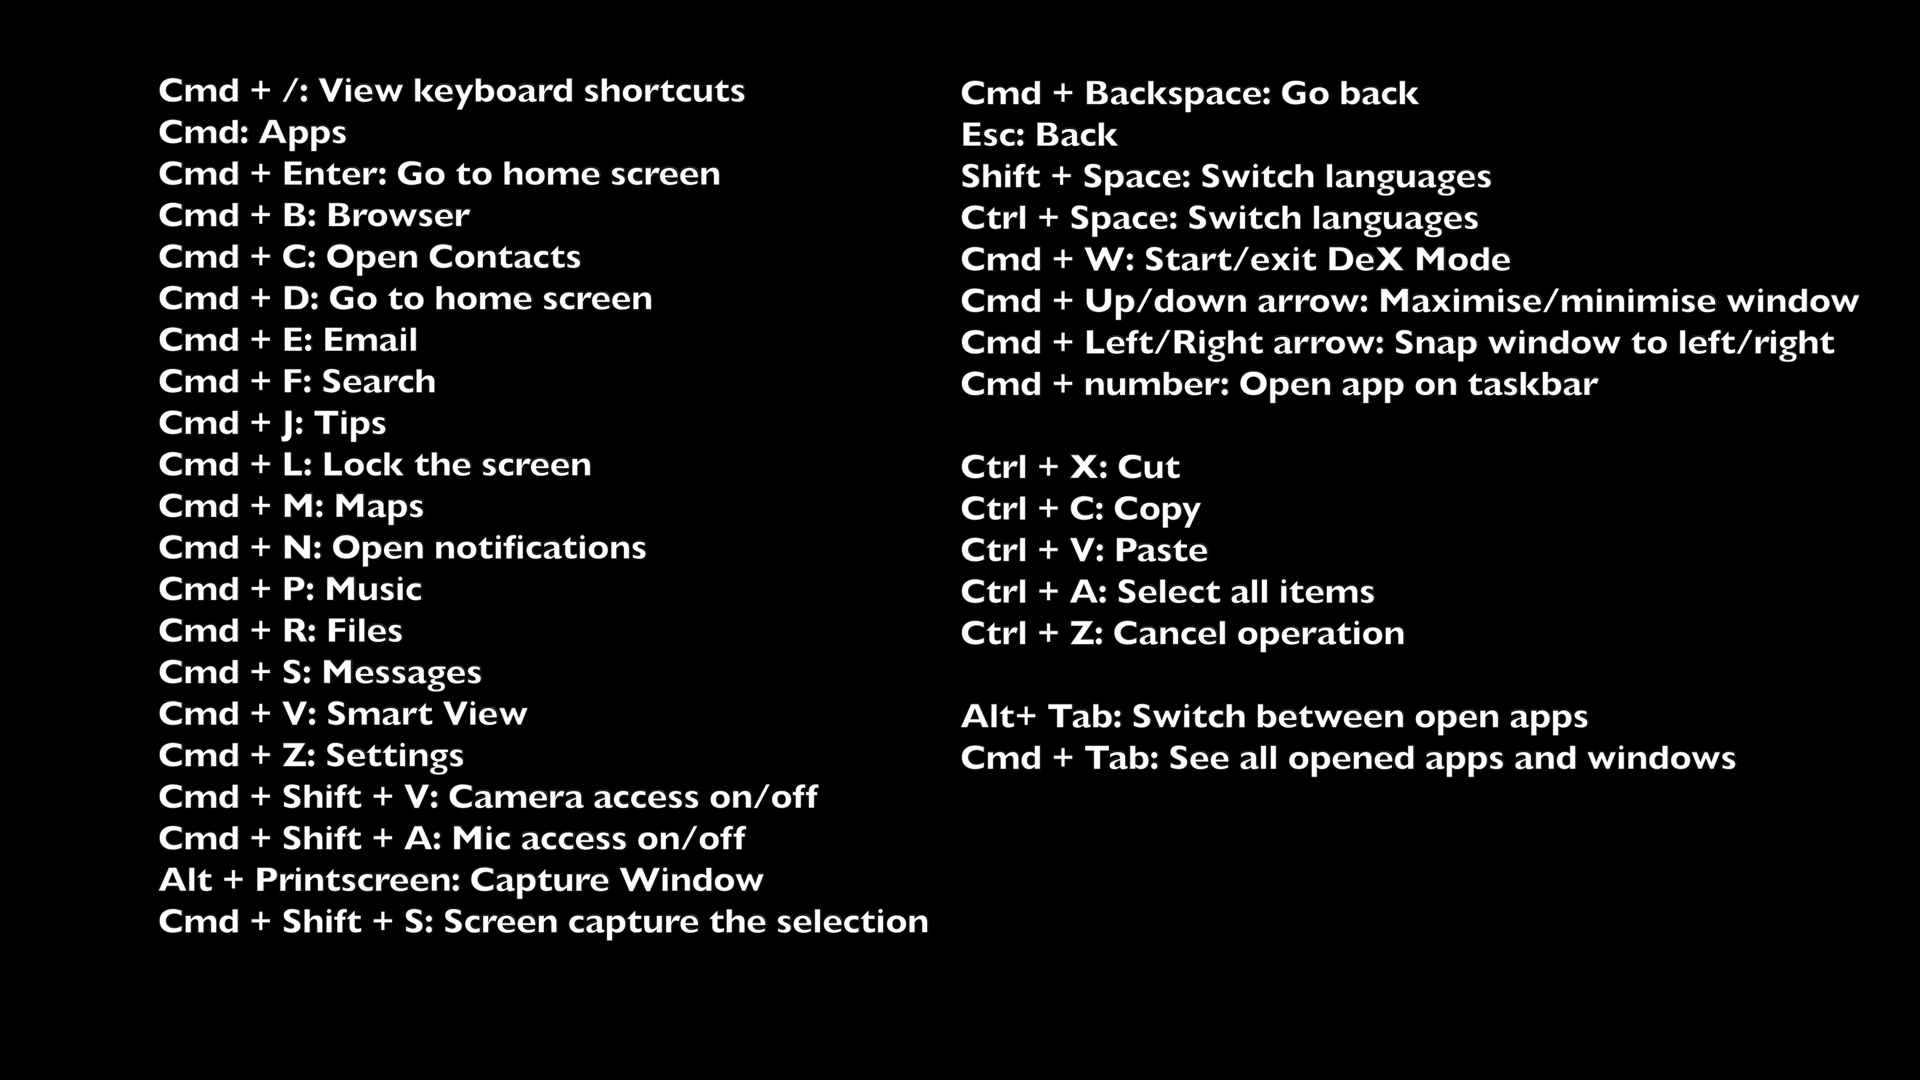 Cmd + /: View keyboard shortcuts
Cmd: Apps
Cmd + Enter: Go to home screen
Cmd + B: Browser
Cmd + C: Open Contacts
Cmd + D: Go to home screen
Cmd + E: Email
Cmd + F: Search
Cmd + J: Tips
Cmd + L: Lock the screen
Cmd + M: Maps
Cmd + N: Open notifications
Cmd + P: Music
Cmd + R: Files
Cmd + S: Messages
Cmd + V: Smart View
Cmd + Z: Settings
Cmd + Shift + V: Camera access on/off
Cmd + Shift + A: Mic access on/off
Alt + Printscreen: Capture Window
Cmd + Shift + S: Screen capture the selection
Cmd + Backspace: Go back
Esc: Back
Shift + Space: Switch languages
Ctrl + Space: Switch languages
Cmd + W: Start/exit DeX Mode
Cmd + Up/down arrow: Maximise/minimise window
Cmd + Left/Right arrow: Snap window to left/right
Cmd + number: Open app on taskbar
Ctrl + X: Cut
Ctrl + C: Copy
Ctrl + V: Paste
Ctrl + A: Select all items
Ctrl + Z: Cancel operation
Alt+ Tab: Switch between open apps
Cmd + Tab: See all opened apps and windows